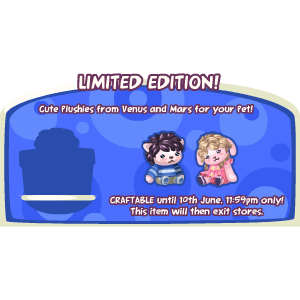 LIMITED EDITION!
Cute Plushies from Venus and Mars for your Pet!
CRAFTABLE until 10th June, 11:59pm only!
This item will then exit stores.